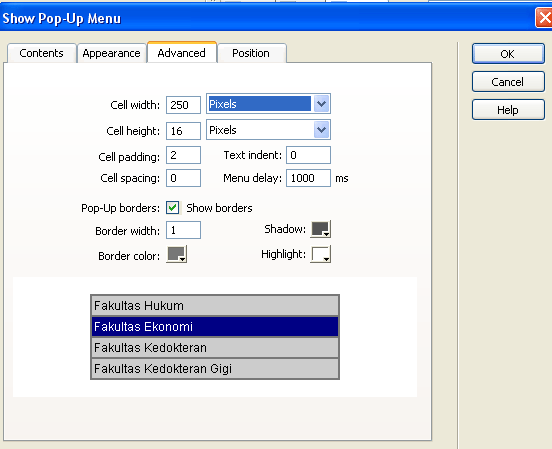 Show Pop-Up Menu
Contents Appearance Advanced Position
OK
Cancel
Help
Cell width: 250 Pixels
Cell height: 16 Pixels
Cell padding: 2 Text indent: 0
Cell spacing: 0 Menu delay: 1000 ms
Pop-Up borders: Show borders
Border width: 1 Shadow:
Border color: Highlight:
Fakultas Hukum
Fakultas Ekonomi
Fakultas Kedokteran
Fakultas Kedokteran Gigi